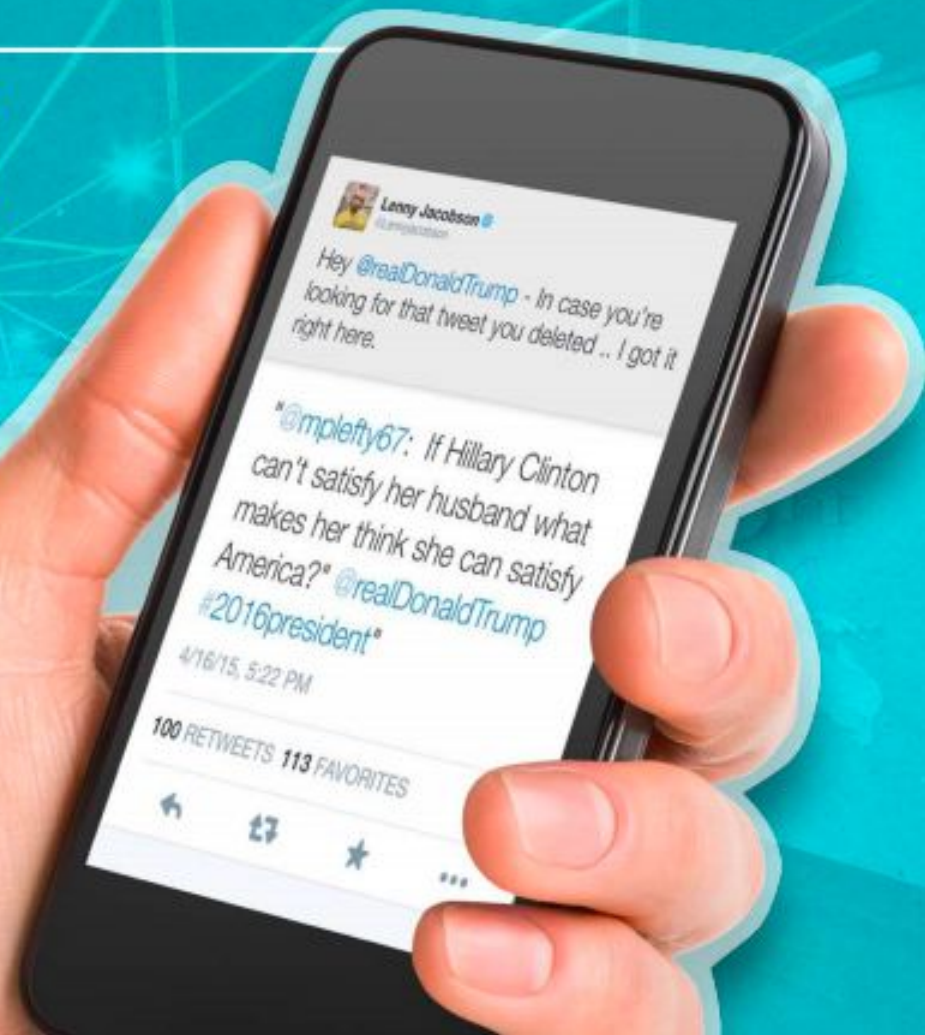 Lenny Jacobson
Hey @realDonaldTrump - In case you're
looking for that tweet you deleted .. I got it
right here.
"@mplefty67: If Hillary Clinton
can't satisfy her husband what
makes her think she can satisfy
America?" @realDonaldTrump
#2016president"
4/16/15, 5:22 PM
100 RETWEETS 113 FAVORITES